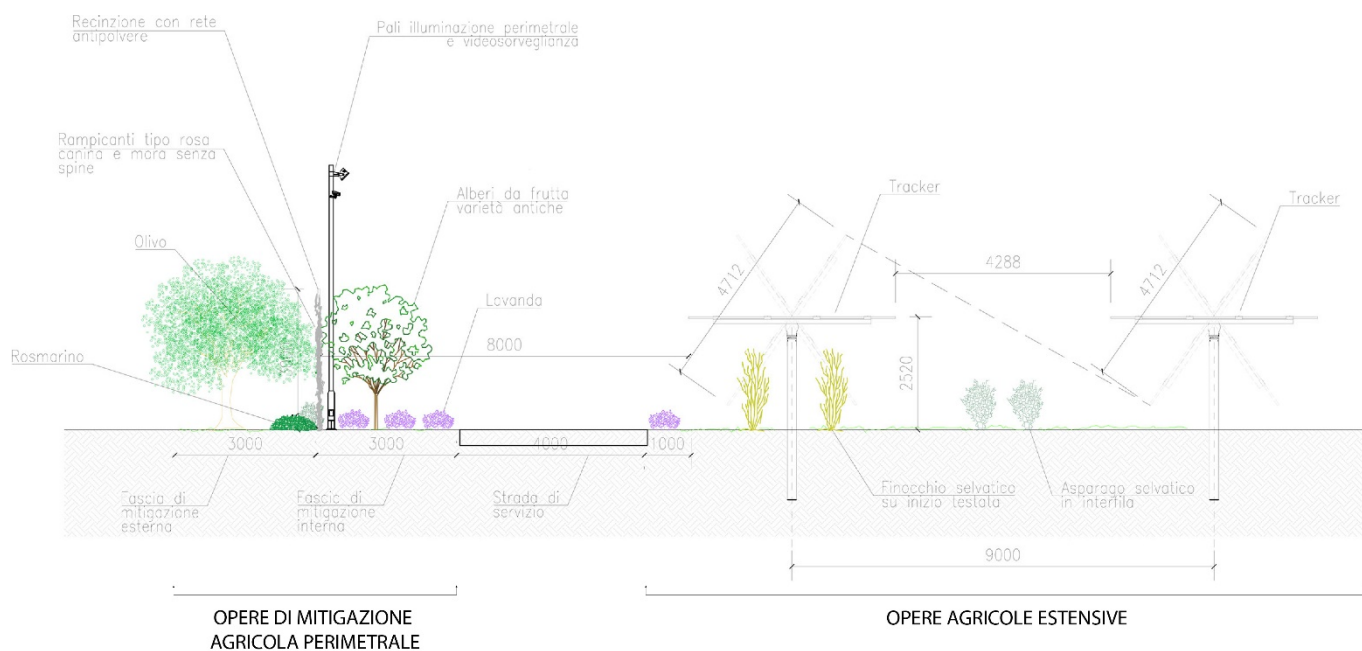 Recinzione con rete
antipolvere
Pali illuminazione perimetrale
e videosorveglianza
Rampicanti tipo rosa
canina e mora senza
spine
Alberi da frutta
varietà antiche
Tracker
Tracker
Olivo
4712
4288
4712
Lavanda
8000
Rosmarino
2520
3000
3000
4000
1000
Fascia di
mitigazione
esterna
Fascia di
mitigazione
interna
Strada di
servizio
Finocchio selvatico
su inizio testata
Asparago selvatico
in interfila
9000
OPERE DI MITIGAZIONE
AGRICOLA PERIMETRALE
OPERE AGRICOLE ESTENSIVE